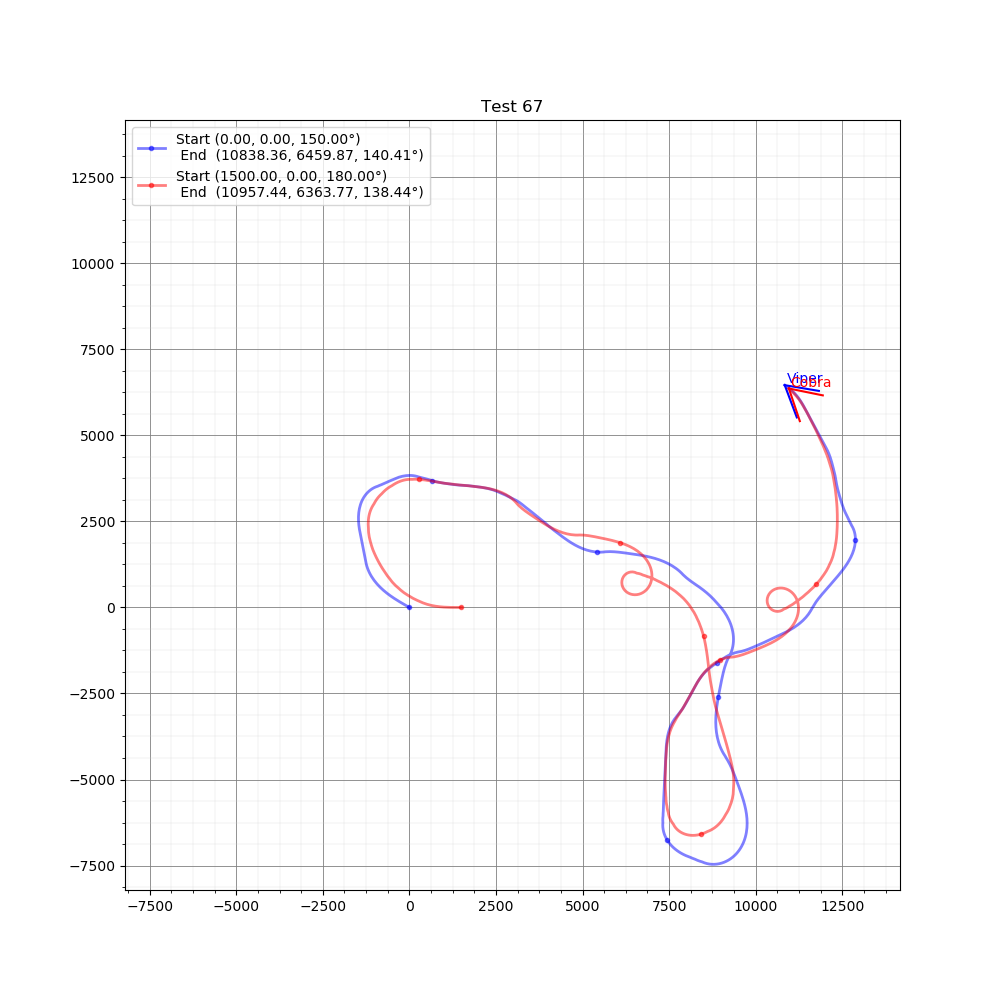 Test 67
Start (0.00, 0.00, 150.00°)
End  (10838.36, 6459.87, 140.41°)
Start (1500.00, 0.00, 180.00°)
End  (10957.44, 6363.77, 138.44°)
12500
10000
7500
5000
2500
0
−2500
−5000
−7500
Viper
Cobra
−7500 −5000 −2500 0 2500 5000 7500 10000 12500